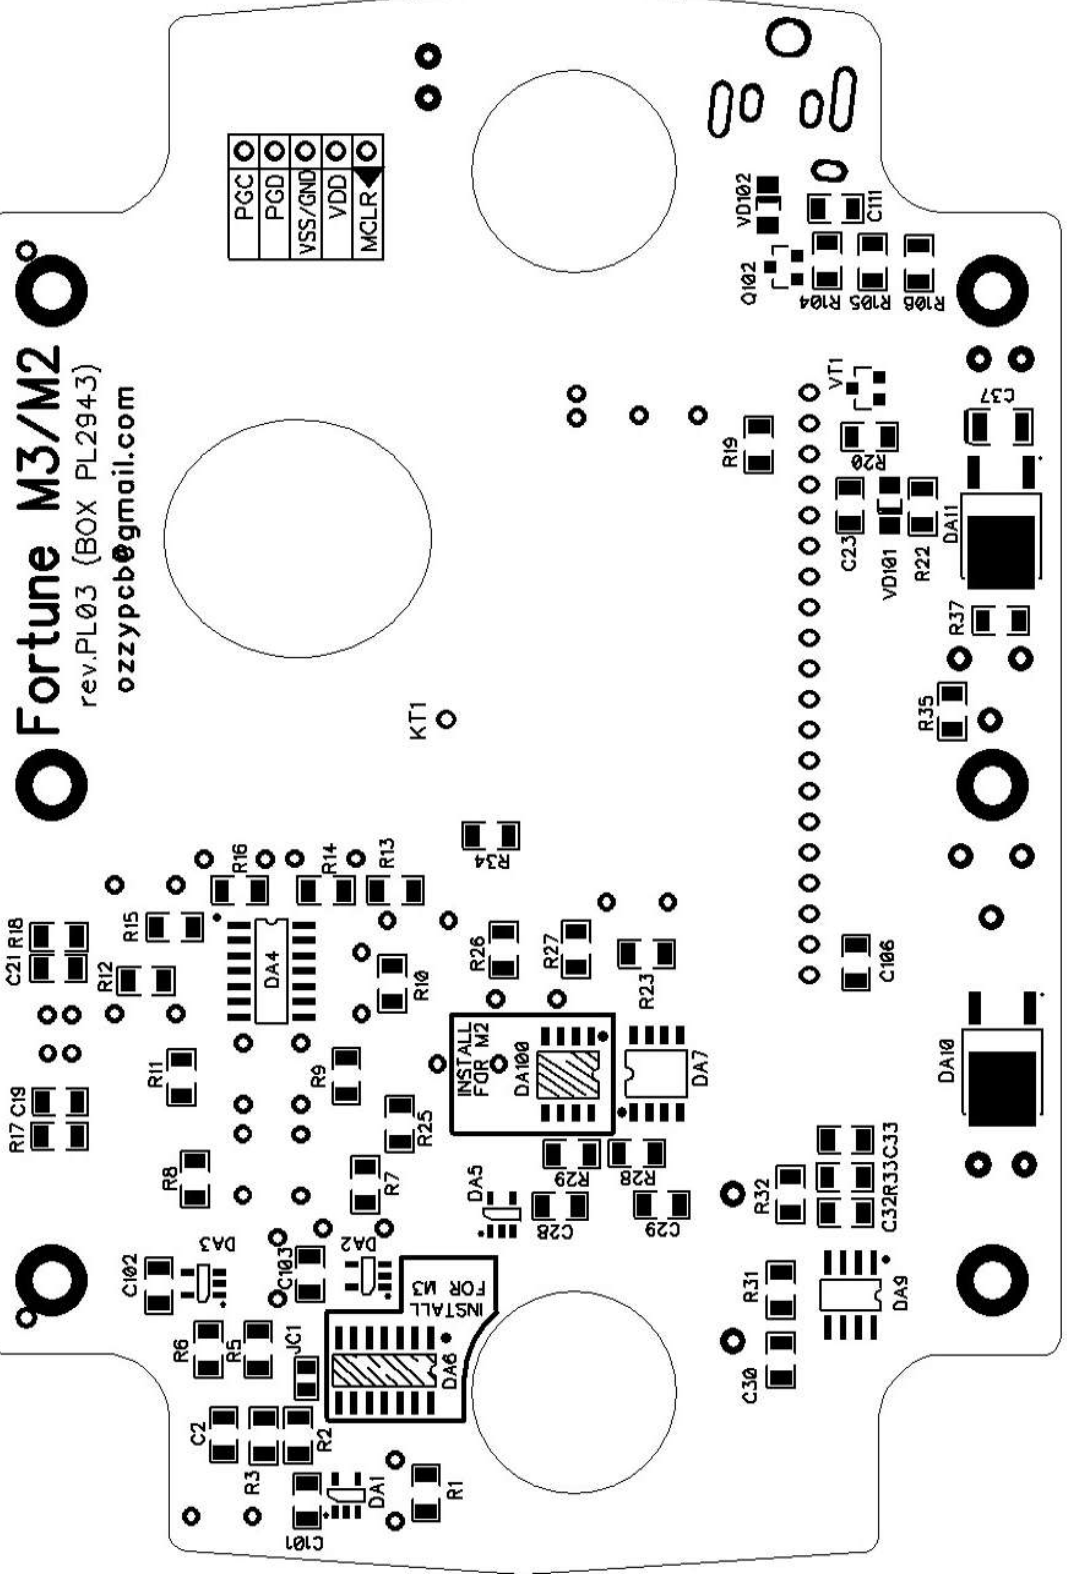 Fortune M3/M2
rev.PL03 (BOX PL2943)
ozzypcb@gmail.com
PGC
PGD
VSS/GND
VDD
MCLR
VD102
C111
Q102
R104
R105
R106
VT1
C37
R19
R20
C23
VD101
R22
DA11
R37
R35
KT1
R34
R16
R14
R13
R18
C21
R15
R12
DA4
R10
R26
R27
R23
C106
INSTALL
FOR M2
DA100
DA7
DA10
R11
R9
R25
C19
R17
R8
R7
DA5
R29
R28
C28
C29
R32
C33
R33
C32
DA3
DA2
C102
C103
INSTALL
FOR M3
R31
DA9
R6
R5
JC1
DA6
C30
C2
R3
R2
DA1
R1
C101